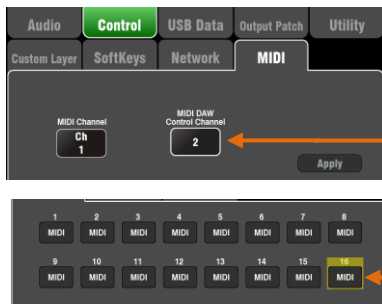 Audio Control USB Data Output Patch Utility
Custom Layer SoftKeys Network MIDI
MIDI Channel
Ch
1
MIDI DAW
Control Channel
2
Apply
1 2 3 4 5 6 7 8
MIDI MIDI MIDI MIDI MIDI MIDI MIDI MIDI
9 10 11 12 13 14 15 16
MIDI MIDI MIDI MIDI MIDI MIDI MIDI MIDI